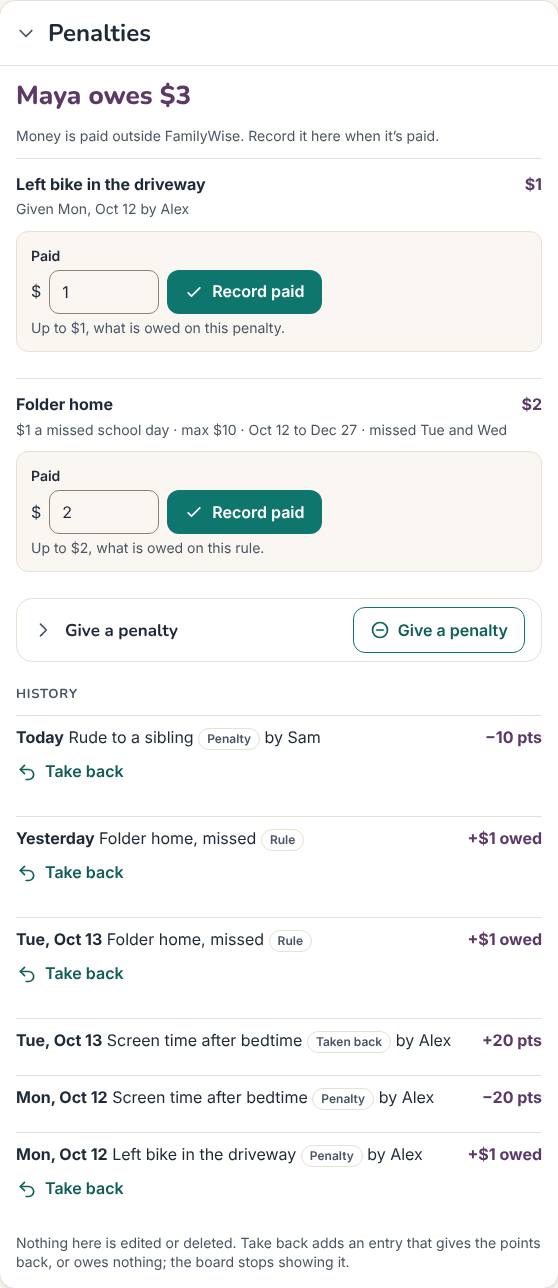 Penalties
Maya owes $3
Money is paid outside FamilyWise. Record it here when it’s paid.
Left bike in the driveway $1
Given Mon, Oct 12 by Alex
Paid
$ 1 Record paid
Up to $1, what is owed on this penalty.
Folder home $2
$1 a missed school day · max $10 · Oct 12 to Dec 27 · missed Tue and Wed
Paid
$ 2 Record paid
Up to $2, what is owed on this rule.
Give a penalty Give a penalty
HISTORY
Today Rude to a sibling Penalty by Sam −10 pts
Take back
Yesterday Folder home, missed Rule +$1 owed
Take back
Tue, Oct 13 Folder home, missed Rule +$1 owed
Take back
Tue, Oct 13 Screen time after bedtime Taken back by Alex +20 pts
Mon, Oct 12 Screen time after bedtime Penalty by Alex −20 pts
Mon, Oct 12 Left bike in the driveway Penalty by Alex +$1 owed
Take back
Nothing here is edited or deleted. Take back adds an entry that gives the points
back, or owes nothing; the board stops showing it.